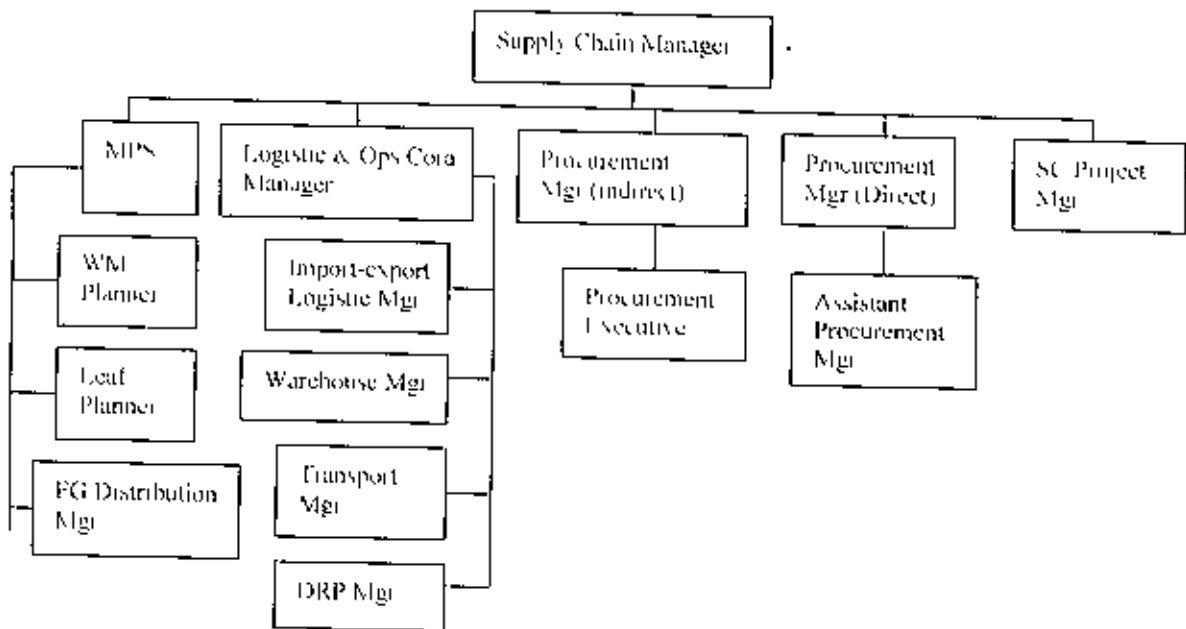 Supply Chain Manager
MPS
Logistic & Ops Cora
Manager
Procurement
Mgr (indirect)
Procurement
Mgr (Direct)
SC Project
Mgr
WM
Planner
Import-export
Logistic Mgr
Procurement
Executive
Assistant
Procurement
Mgr
Leaf
Planner
Warehouse Mgr
FG Distribution
Mgr
Transport
Mgr
DRP Mgr